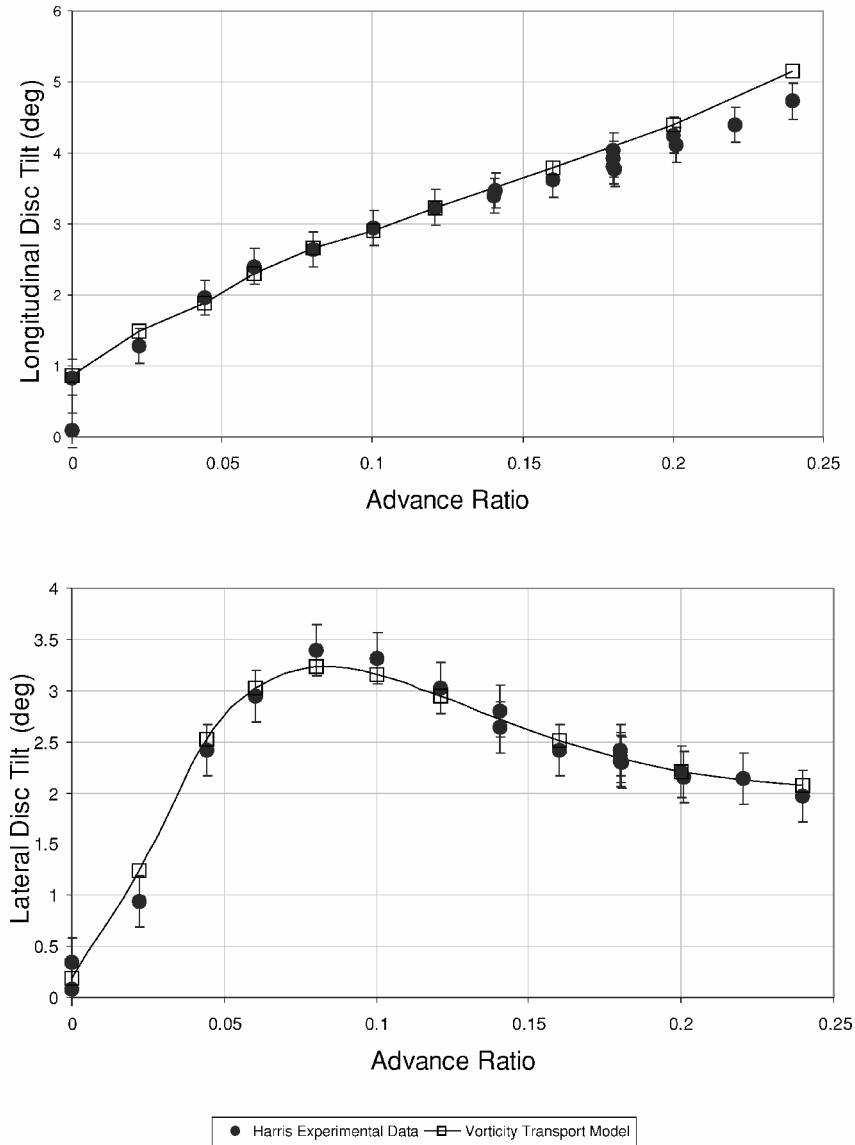 6
5
4
3
2
1
0
Longitudinal Disc Tilt (deg)
0 0.05 0.1 0.15 0.2 0.25
Advance Ratio
4
3.5
3
2.5
2
1.5
1
0.5
0
Lateral Disc Tilt (deg)
0 0.05 0.1 0.15 0.2 0.25
Advance Ratio
Harris Experimental Data Vorticity Transport Model